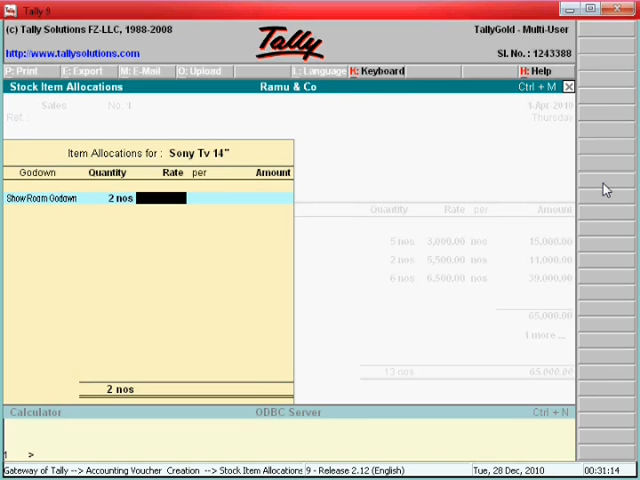 Tally 9
(c) Tally Solutions FZ-LLC, 1988-2008
Tally
TallyGold - Multi-User
http://www.tallysolutions.com
Sl. No. : 1243388
P: Print E: Export M: E-Mail O: Upload L: Language K: Keyboard H: Help
Stock Item Allocations Ramu & Co Ctrl + M
Sales No. 1 1 Apr 2010
Ref.: Thursday
Item Allocations for : Sony Tv 14"
Godown Quantity Rate per Amount
Show Roam Godown 2 nos
Quantity Rate per Amount
5 nos 3,000.00 nos 15,000.00
2 nos 5,500.00 nos 11,000.00
6 nos 6,500.00 nos 39,000.00
65,000.00
1 more ...
13 nos 65,000.00
2 nos
Calculator ODBC Server Ctrl + N
1 >
Gateway of Tally --> Accounting Voucher Creation --> Stock Item Allocations 9 - Release 2.12 (English) Tue, 28 Dec, 2010 00:31:14